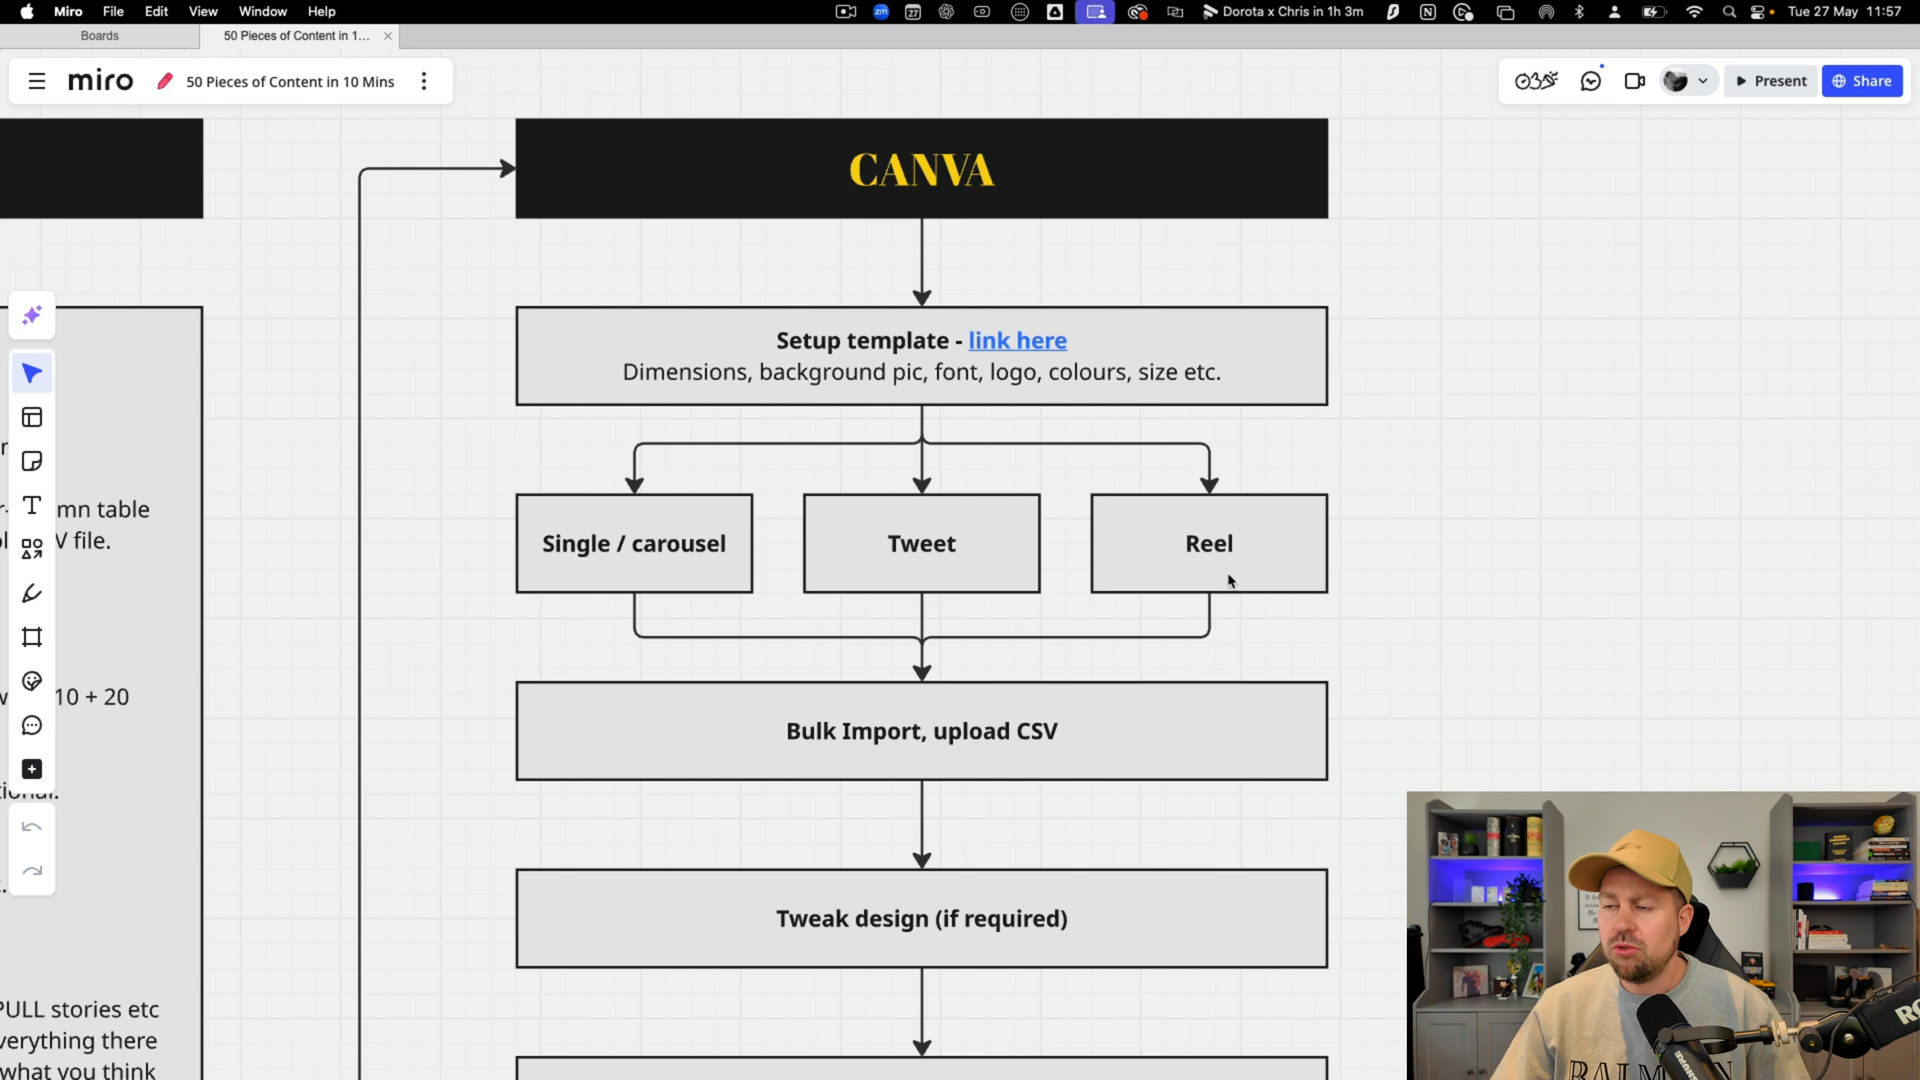 Miro File Edit View Window Help
zm 27 Dorota x Chris in 1h 3m Tue 27 May 11:57
Boards
50 Pieces of Content in 1...
miro 50 Pieces of Content in 10 Mins
Present
Share
CANVA
Setup template - link here
Dimensions, background pic, font, logo, colours, size etc.
mn table
V file.
Single / carousel
Tweet
Reel
10 + 20
Bulk Import, upload CSV
Tweak design (if required)
PULL stories etc
verything there
what you think